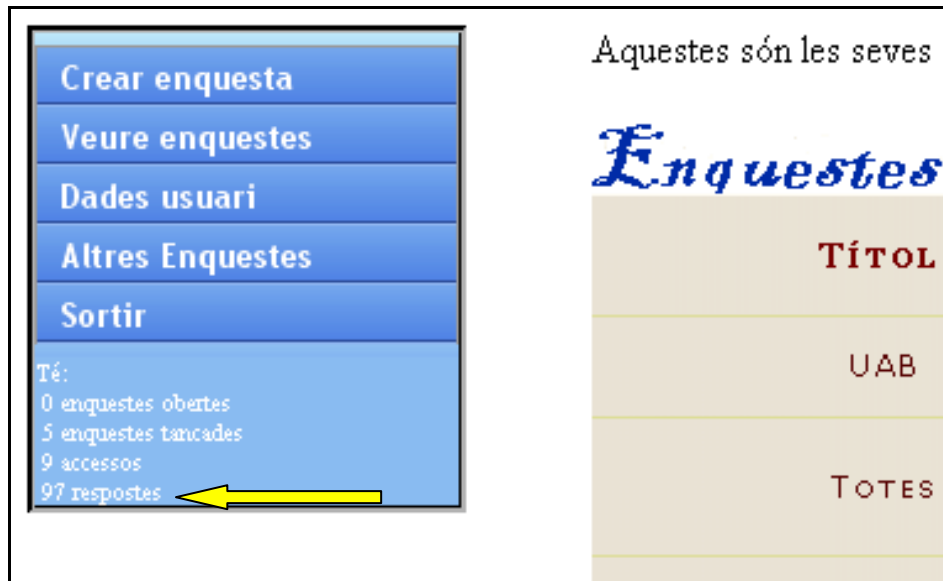 Crear enquesta
Veure enquestes
Dades usuari
Altres Enquestes
Sortir
Té:
0 enquestes obertes
5 enquestes tancades
9 accessos
97 respostes
Aquestes són les seves
Enquestes
Títol
UAB
Totes